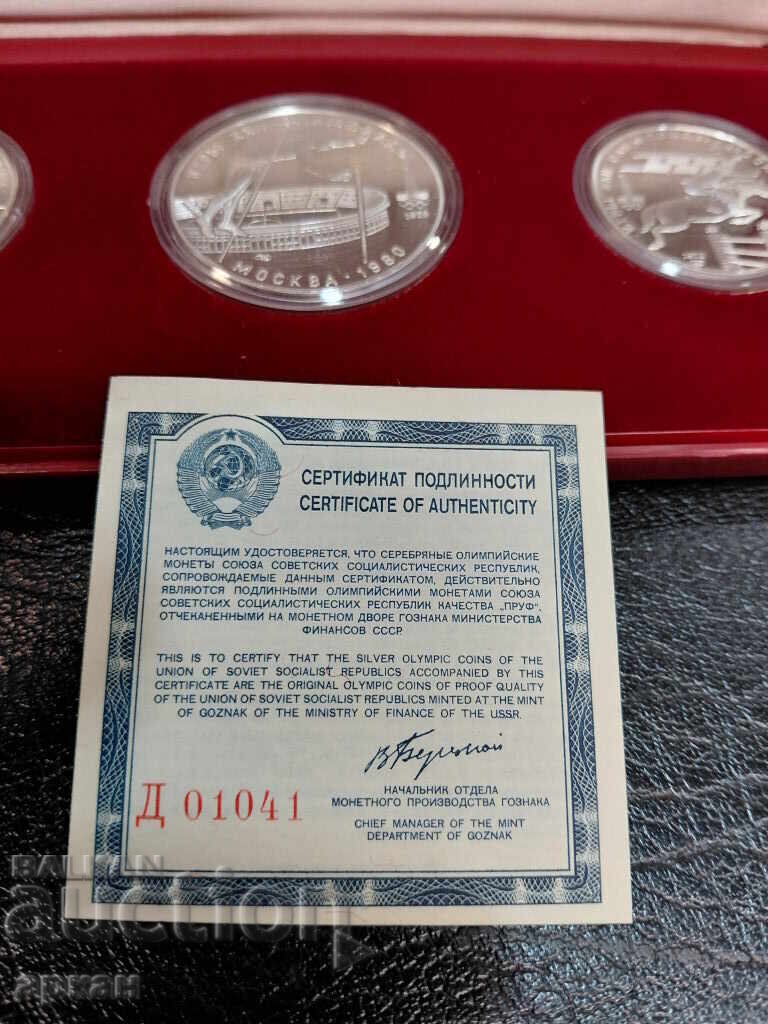 МОСКВА · 1980
1978
СЕРТИФИКАТ ПОДЛИННОСТИ
CERTIFICATE OF AUTHENTICITY
НАСТОЯЩИМ УДОСТОВЕРЯЕТСЯ, ЧТО СЕРЕБРЯНЫЕ ОЛИМПИЙСКИЕ
МОНЕТЫ СОЮЗА СОВЕТСКИХ СОЦИАЛИСТИЧЕСКИХ РЕСПУБЛИК,
СОПРОВОЖДАЕМЫЕ ДАННЫМ СЕРТИФИКАТОМ, ДЕЙСТВИТЕЛЬНО
ЯВЛЯЮТСЯ ПОДЛИННЫМИ ОЛИМПИЙСКИМИ МОНЕТАМИ СОЮЗА
СОВЕТСКИХ СОЦИАЛИСТИЧЕСКИХ РЕСПУБЛИК КАЧЕСТВА „ПРУФ",
ОТЧЕКАНЕННЫМИ НА МОНЕТНОМ ДВОРЕ ГОЗНАКА МИНИСТЕРСТВА
ФИНАНСОВ СССР.
THIS IS TO CERTIFY THAT THE SILVER OLYMPIC COINS OF THE
UNION OF SOVIET SOCIALIST REPUBLICS ACCOMPANIED BY THIS
CERTIFICATE ARE THE ORIGINAL OLYMPIC COINS OF PROOF QUALITY
OF THE UNION OF SOVIET SOCIALIST REPUBLICS MINTED AT THE MINT
OF GOZNAK OF THE MINISTRY OF FINANCE OF THE USSR.
НАЧАЛЬНИК ОТДЕЛА
МОНЕТНОГО ПРОИЗВОДСТВА ГОЗНАКА
Д 01041
CHIEF MANAGER OF THE MINT
DEPARTMENT OF GOZNAK
BALKAN
auction
архан